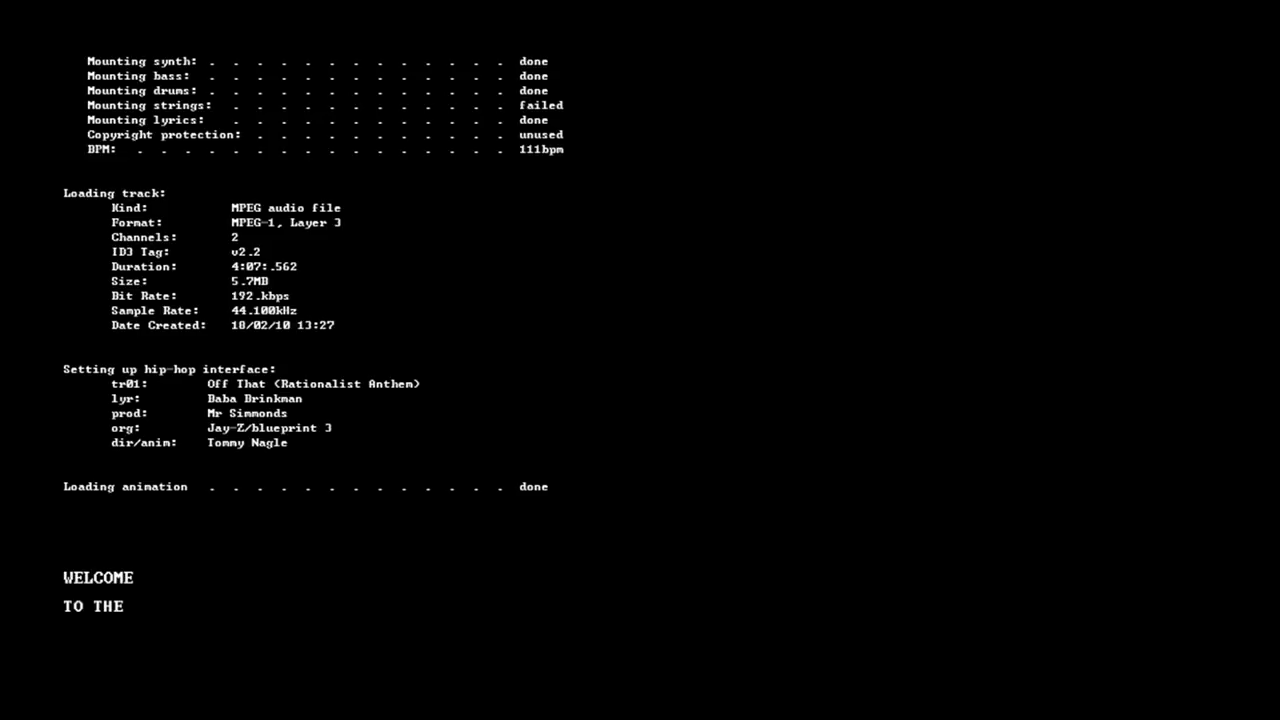 Mounting synth: . . . . . . . . . . . . . done
Mounting bass: . . . . . . . . . . . . . done
Mounting drums: . . . . . . . . . . . . . done
Mounting strings: . . . . . . . . . . . . failed
Mounting lyrics: . . . . . . . . . . . . done
Copyright protection: . . . . . . . . . . . unused
BPM: . . . . . . . . . . . . . . . . 111bpm
Loading track:
Kind: MPEG audio file
Format: MPEG-1, Layer 3
Channels: 2
ID3 Tag: v2.2
Duration: 4:07:.562
Size: 5.7MB
Bit Rate: 192.kbps
Sample Rate: 44.100kHz
Date Created: 18/02/10 13:27
Setting up hip-hop interface:
tr01: Off That (Rationalist Anthem)
lyr: Baba Brinkman
prod: Mr Simmonds
org: Jay-Z/blueprint 3
dir/anim: Tommy Nagle
Loading animation . . . . . . . . . . . . . done
WELCOME
TO THE